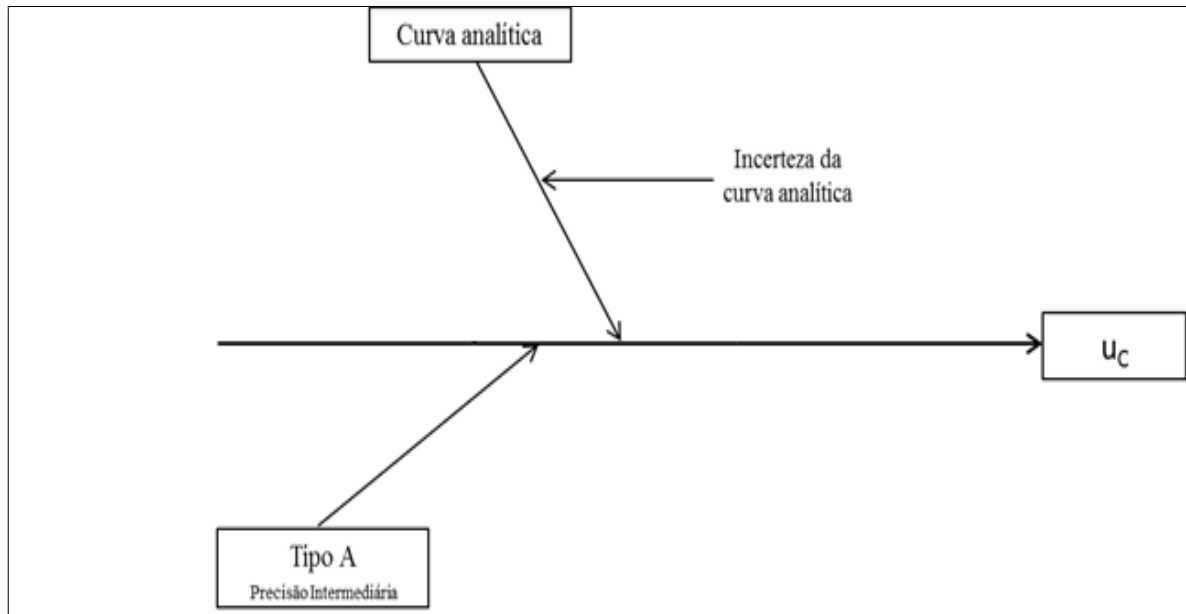 Curva analítica
Incerteza da
curva analítica
u_C
Tipo A
Precisão Intermediária